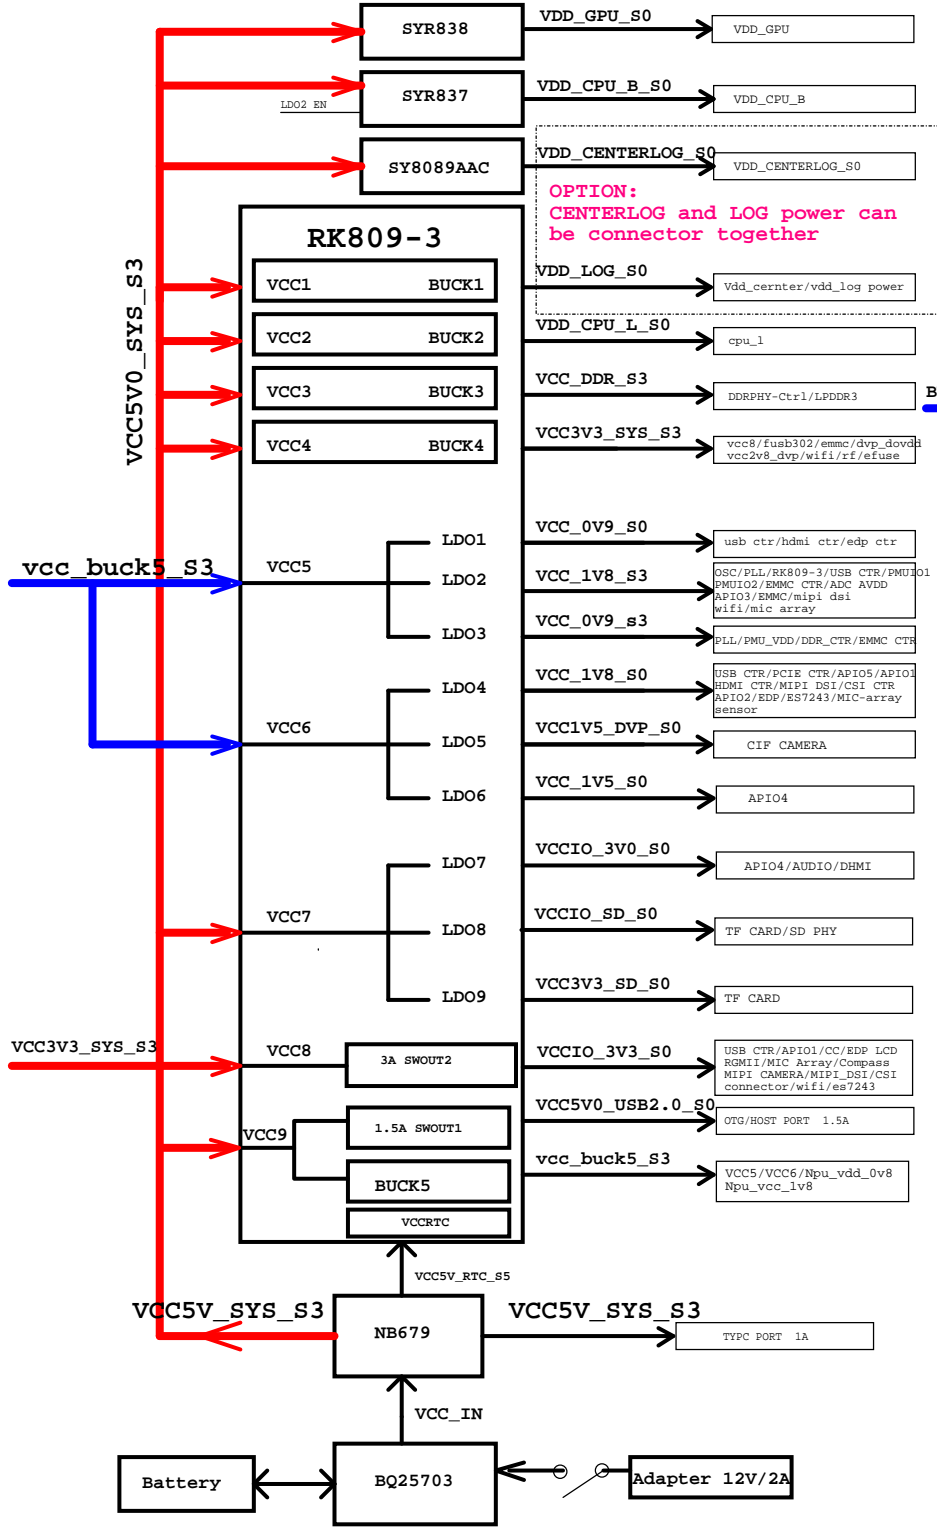 SYR838
VDD_GPU_S0
VDD_GPU
SYR837
LDO2 EN
VDD_CPU_B_S0
VDD_CPU_B
SY8089AAC
VDD_CENTERLOG_S0
VDD_CENTERLOG_S0
OPTION:
CENTERLOG and LOG power can
be connector together
RK809-3
VCC5V0_SYS_S3
VCC1 BUCK1
VDD_LOG_S0
Vdd_cernter/vdd_log power
VCC2 BUCK2
VDD_CPU_L_S0
cpu_l
VCC3 BUCK3
VCC_DDR_S3
DDRPHY-Ctrl/LPDDR3
B
VCC4 BUCK4
VCC3V3_SYS_S3
vcc8/fusb302/emmc/dvp_dovdd
vcc2v8_dvp/wifi/rf/efuse
vcc_buck5_S3
VCC5
LDO1
VCC_0V9_S0
usb ctr/hdmi ctr/edp ctr
LDO2
VCC_1V8_S3
OSC/PLL/RK809-3/USB CTR/PMUIO1
PMUIO2/EMMC CTR/ADC AVDD
APIO3/EMMC/mipi dsi
wifi/mic array
LDO3
VCC_0V9_s3
PLL/PMU_VDD/DDR_CTR/EMMC CTR
VCC6
LDO4
VCC_1V8_S0
USB CTR/PCIE CTR/APIO5/APIO1
HDMI CTR/MIPI DSI/CSI CTR
APIO2/EDP/ES7243/MIC-array
sensor
LDO5
VCC1V5_DVP_S0
CIF CAMERA
LDO6
VCC_1V5_S0
APIO4
VCC7
LDO7
VCCIO_3V0_S0
APIO4/AUDIO/DHMI
LDO8
VCCIO_SD_S0
TF CARD/SD PHY
LDO9
VCC3V3_SD_S0
TF CARD
VCC3V3_SYS_S3
VCC8
3A SWOUT2
VCCIO_3V3_S0
USB CTR/APIO1/CC/EDP LCD
RGMII/MIC Array/Compass
MIPI CAMERA/MIPI_DSI/CSI
connector/wifi/es7243
VCC9
1.5A SWOUT1
VCC5V0_USB2.0_S0
OTG/HOST PORT 1.5A
BUCK5
vcc_buck5_S3
VCC5/VCC6/Npu_vdd_0v8
Npu_vcc_1v8
VCCRTC
VCC5V_RTC_S5
VCC5V_SYS_S3
NB679
VCC5V_SYS_S3
TYPC PORT 1A
VCC_IN
Battery
BQ25703
Adapter 12V/2A